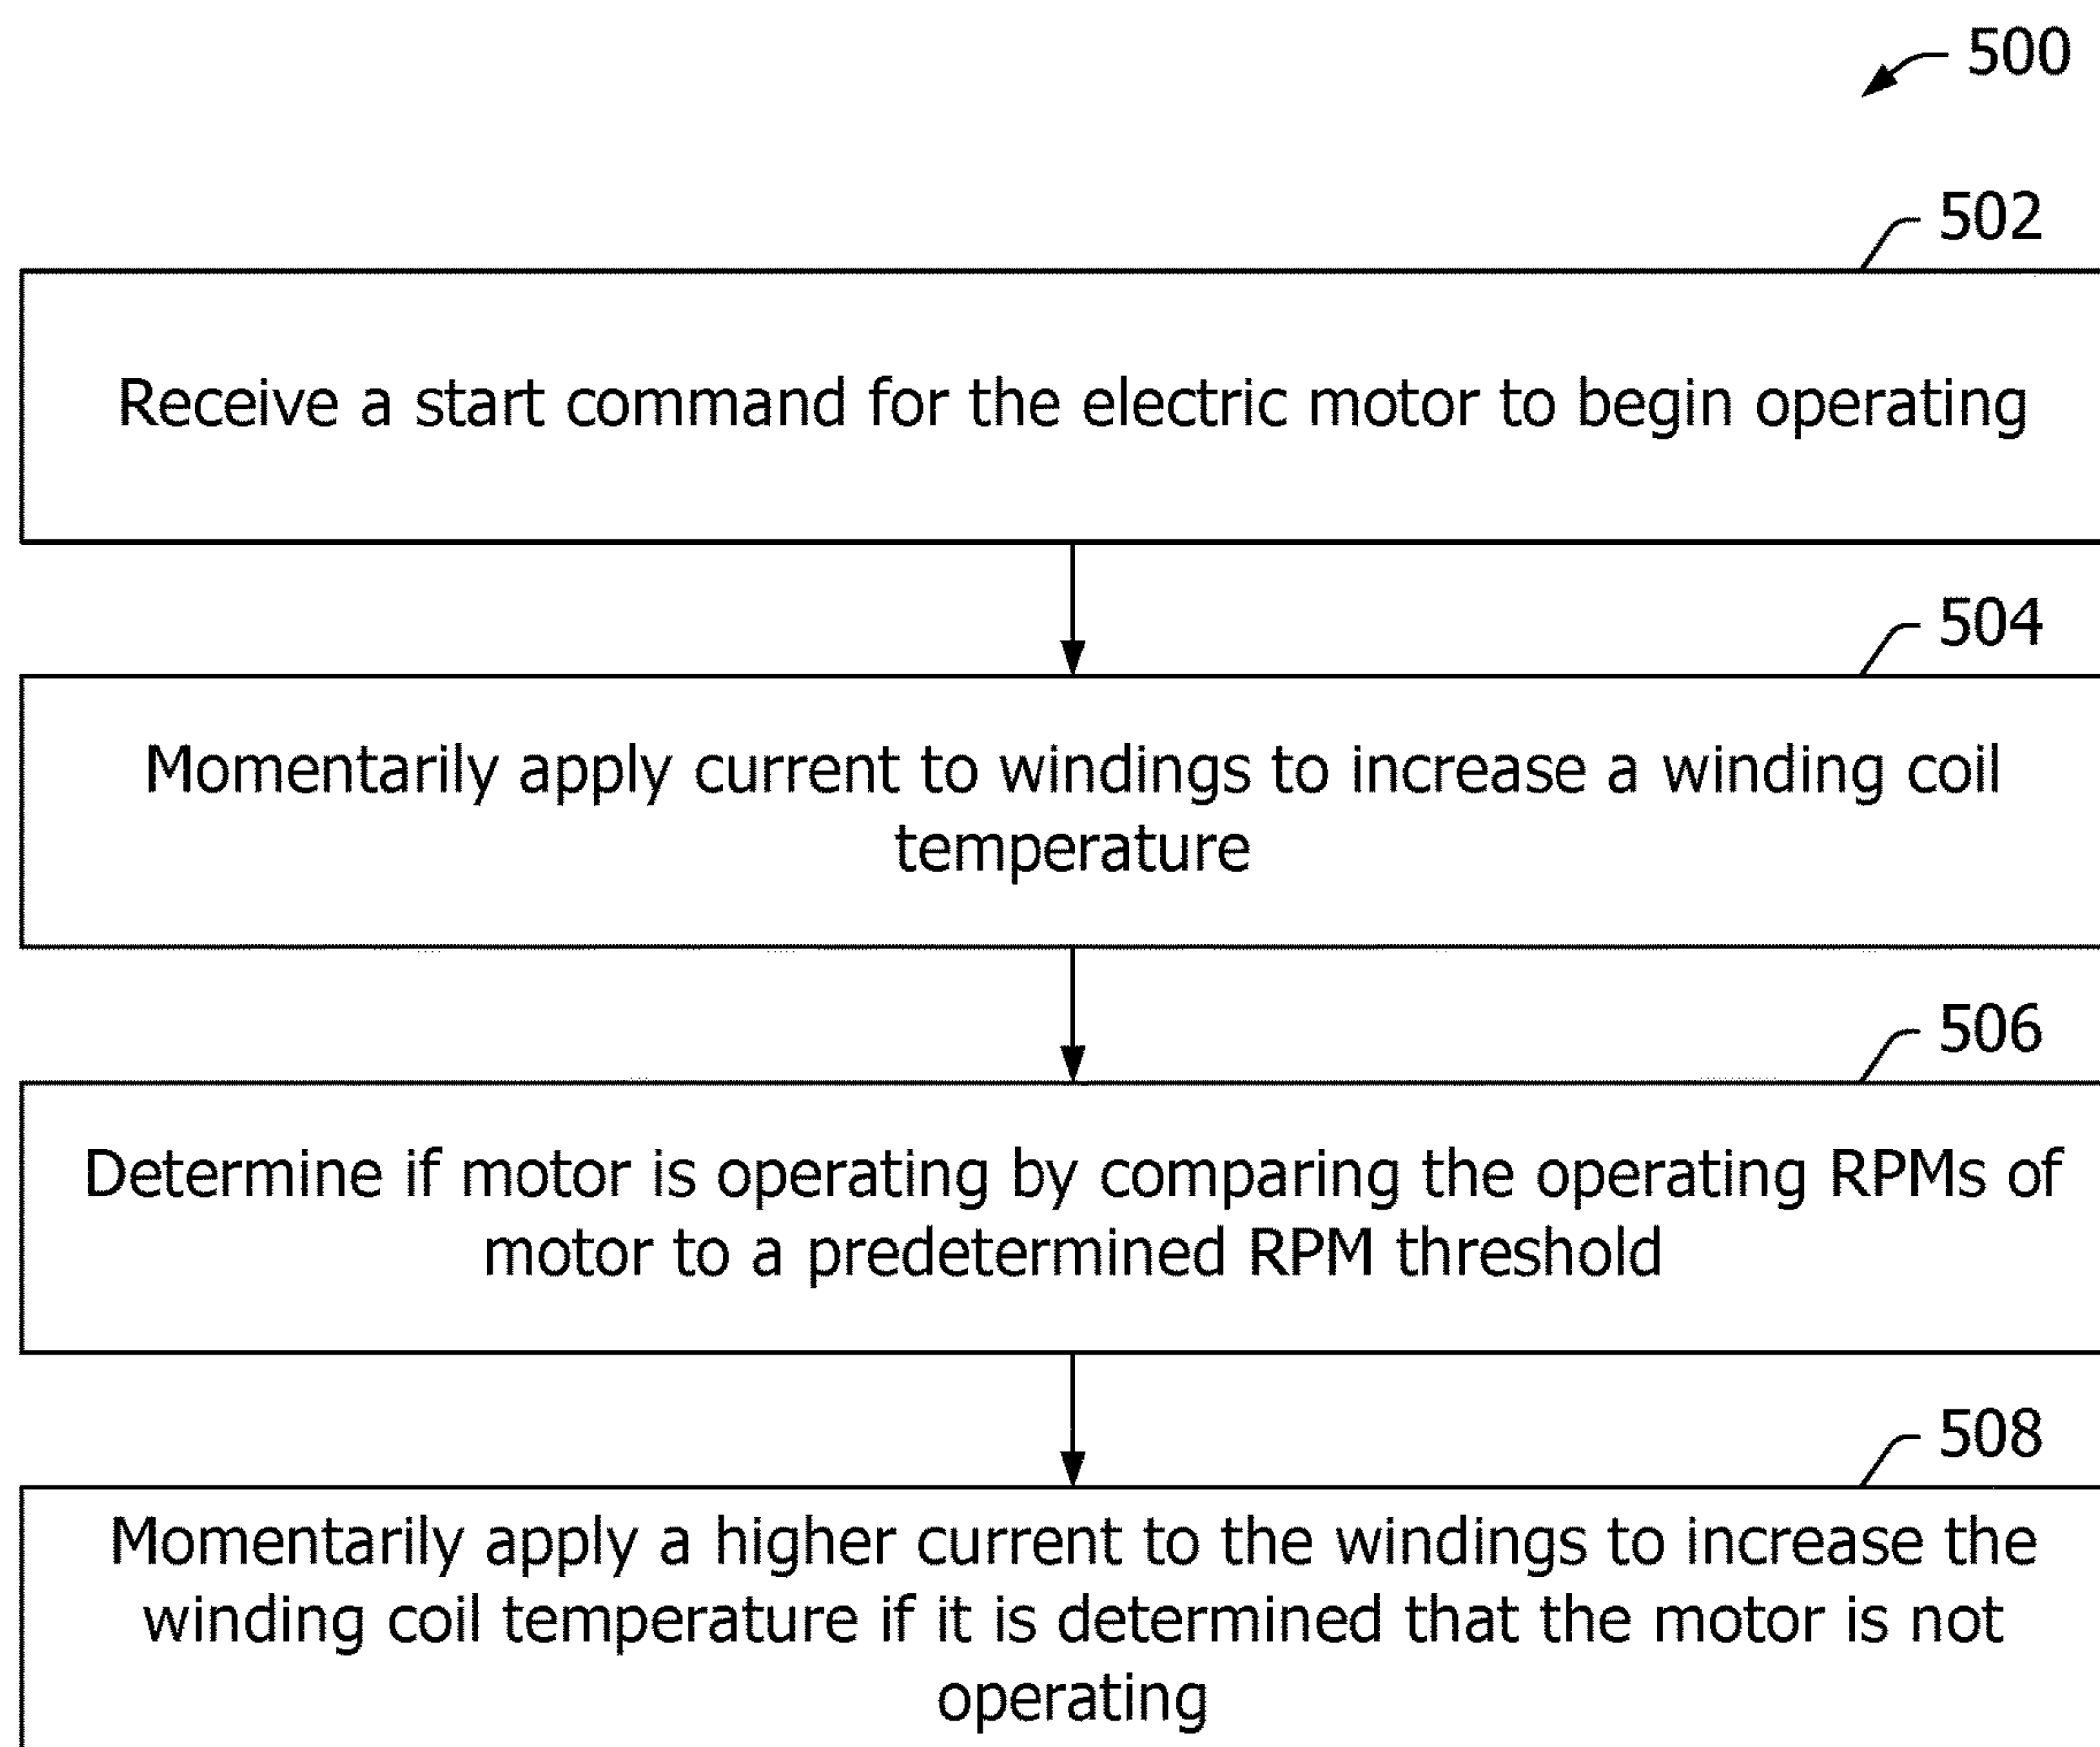 500
502
Receive a start command for the electric motor to begin operating
504
Momentarily apply current to windings to increase a winding coil
temperature
506
Determine if motor is operating by comparing the operating RPMs of
motor to a predetermined RPM threshold
508
Momentarily apply a higher current to the windings to increase the
winding coil temperature if it is determined that the motor is not
operating